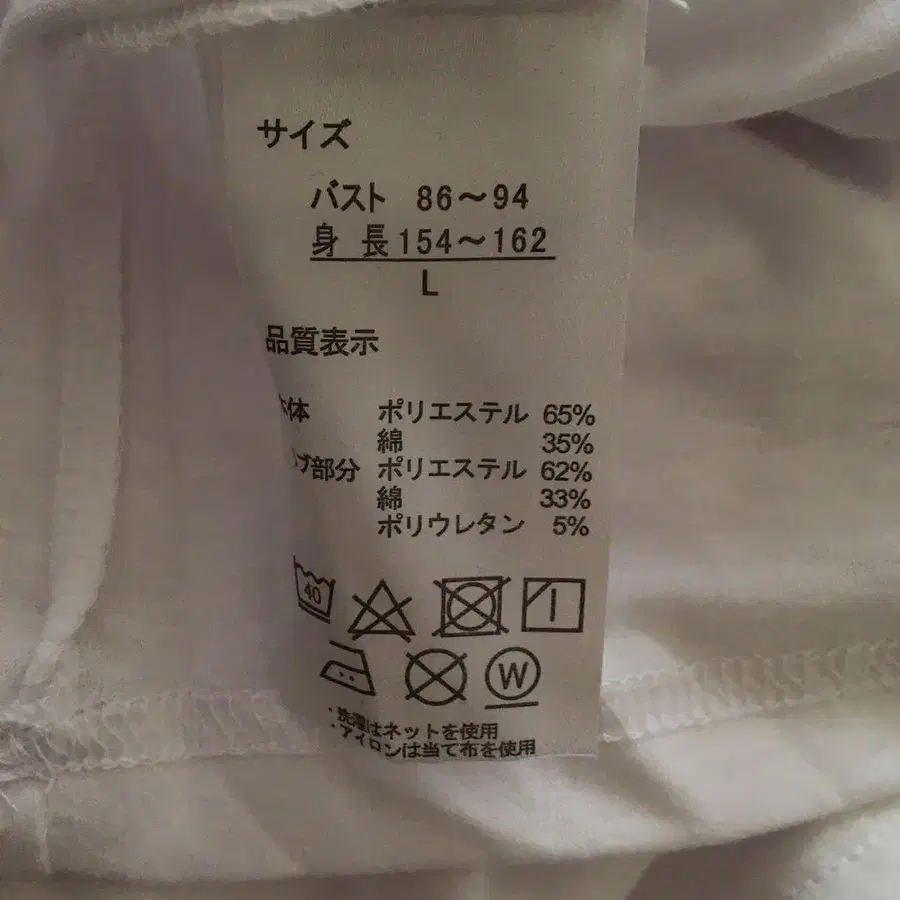 サイズ
バスト 86～94
身 長154～162
L
品質表示
本体 ポリエステル 65%
綿 35%
部分 ポリエステル 62%
綿 33%
ポリウレタン 5%
40
W
・洗濯はネットを使用
・アイロンは当て布を使用